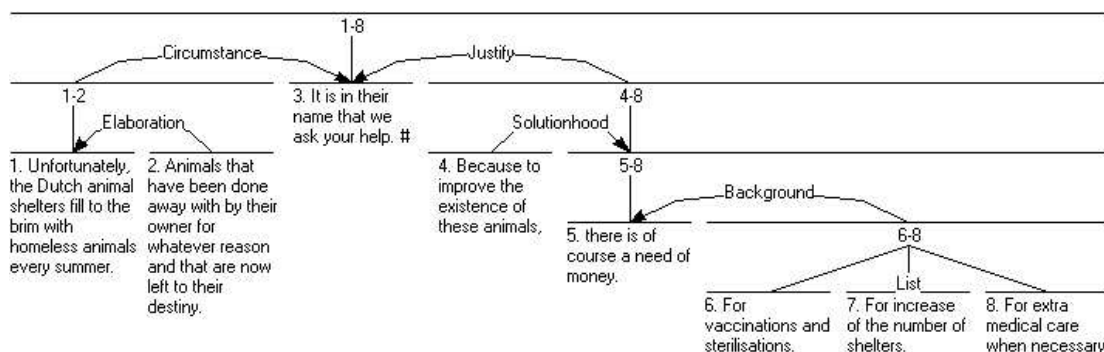 1-8
Circumstance
Justify
1-2
3. It is in their
name that we
ask your help. #
4-8
Elaboration
Solutionhood
1. Unfortunately,
the Dutch animal
shelters fill to the
brim with
homeless animals
every summer.
2. Animals that
have been done
away with by their
owner for
whatever reason
and that are now
left to their
destiny.
4. Because to
improve the
existence of
these animals,
5-8
Background
5. there is of
course a need of
money.
6-8
List
6. For
vaccinations and
sterilisations.
7. For increase
of the number of
shelters.
8. For extra
medical care
when necessary